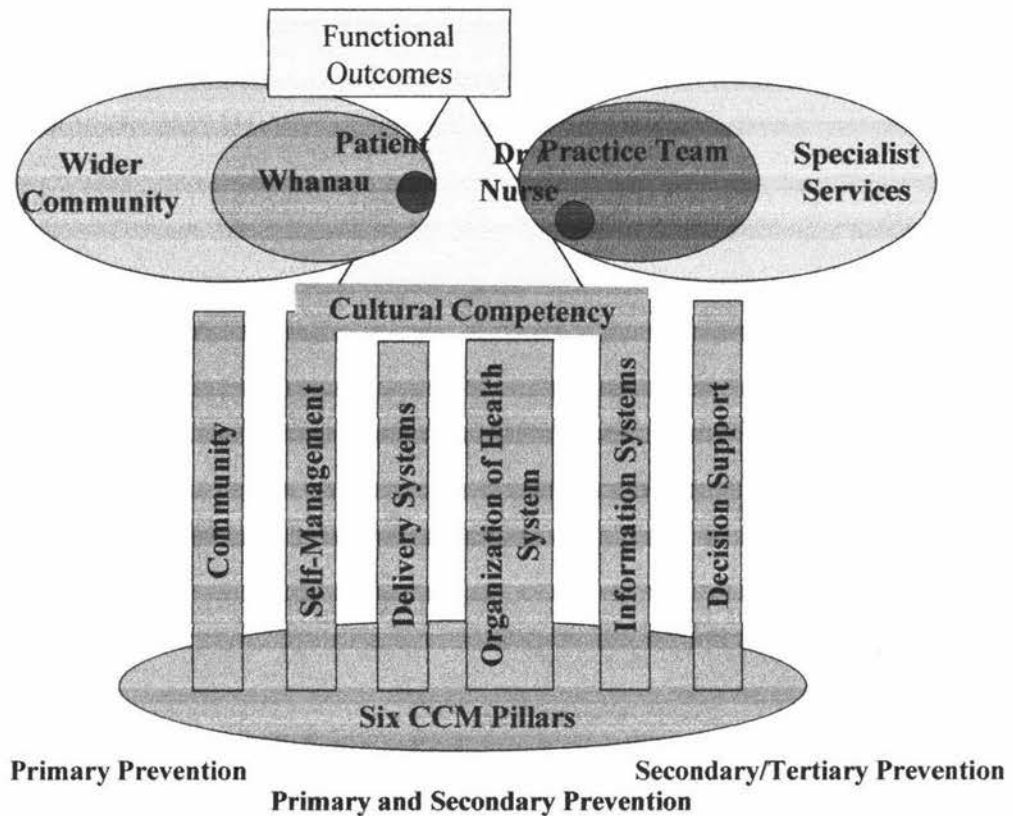 Functional
Outcomes
Wider
Community
Patient
Whanau
Dr /
Nurse
Practice Team
Specialist
Services
Cultural Competency
Community
Self-Management
Delivery Systems
Organization of Health
System
Information Systems
Decision Support
Six CCM Pillars
Primary Prevention
Secondary/Tertiary Prevention
Primary and Secondary Prevention